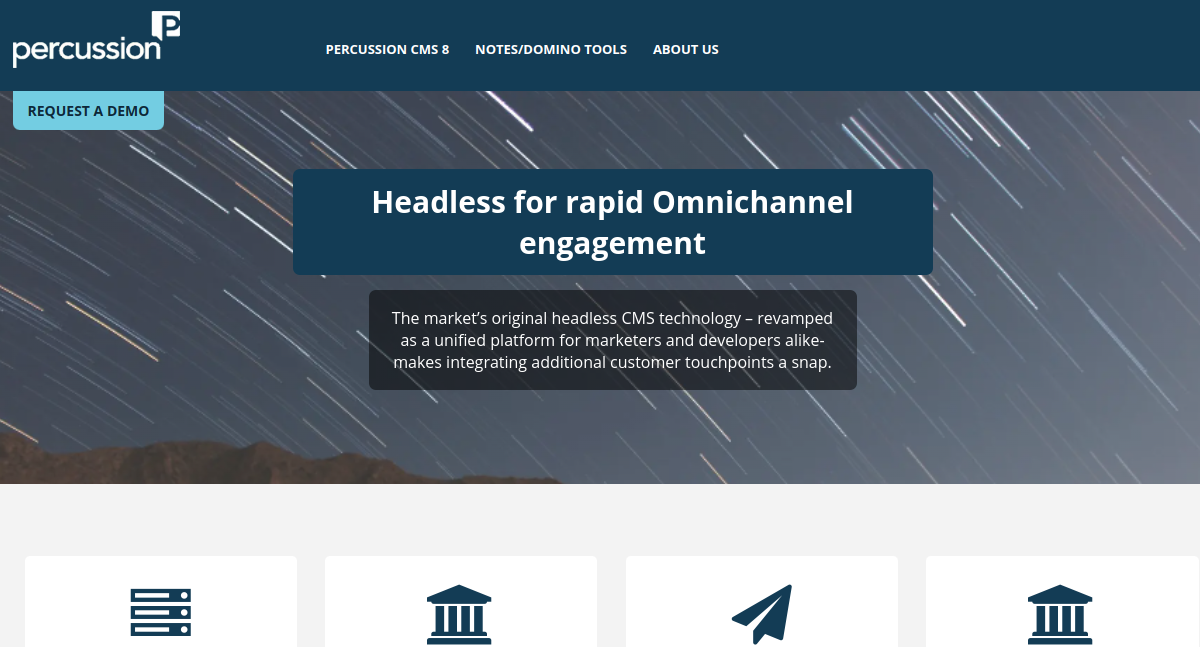 percussion
PERCUSSION CMS 8
NOTES/DOMINO TOOLS
ABOUT US
REQUEST A DEMO
Headless for rapid Omnichannel
engagement
The market’s original headless CMS technology – revamped
as a unified platform for marketers and developers alike-
makes integrating additional customer touchpoints a snap.